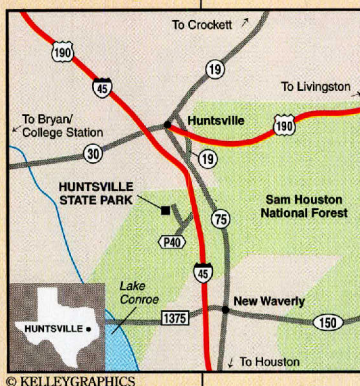 To Crockett
190
19
45
To Livingston
Huntsville
To Bryan/
College Station
190
30
19
HUNTSVILLE
STATE PARK
Sam Houston
National Forest
75
P40
45
Lake
Conroe
New Waverly
1375
150
HUNTSVILLE
To Houston
© KELLEYGRAPHICS